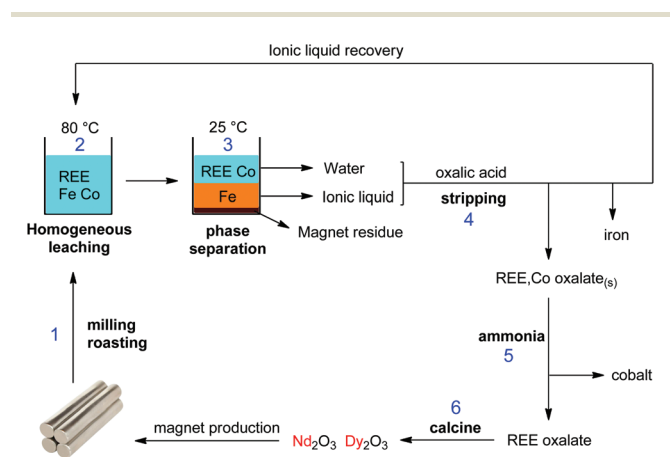 Ionic liquid recovery
80 °C
2
REE
Fe Co
Homogeneous
leaching
25 °C
3
REE Co
Fe
phase
separation
Water
Ionic liquid
Magnet residue
oxalic acid
stripping
4
iron
REE,Co oxalate(s)
ammonia
5
cobalt
REE oxalate
6
calcine
Nd2O3 Dy2O3
magnet production
1
milling
roasting